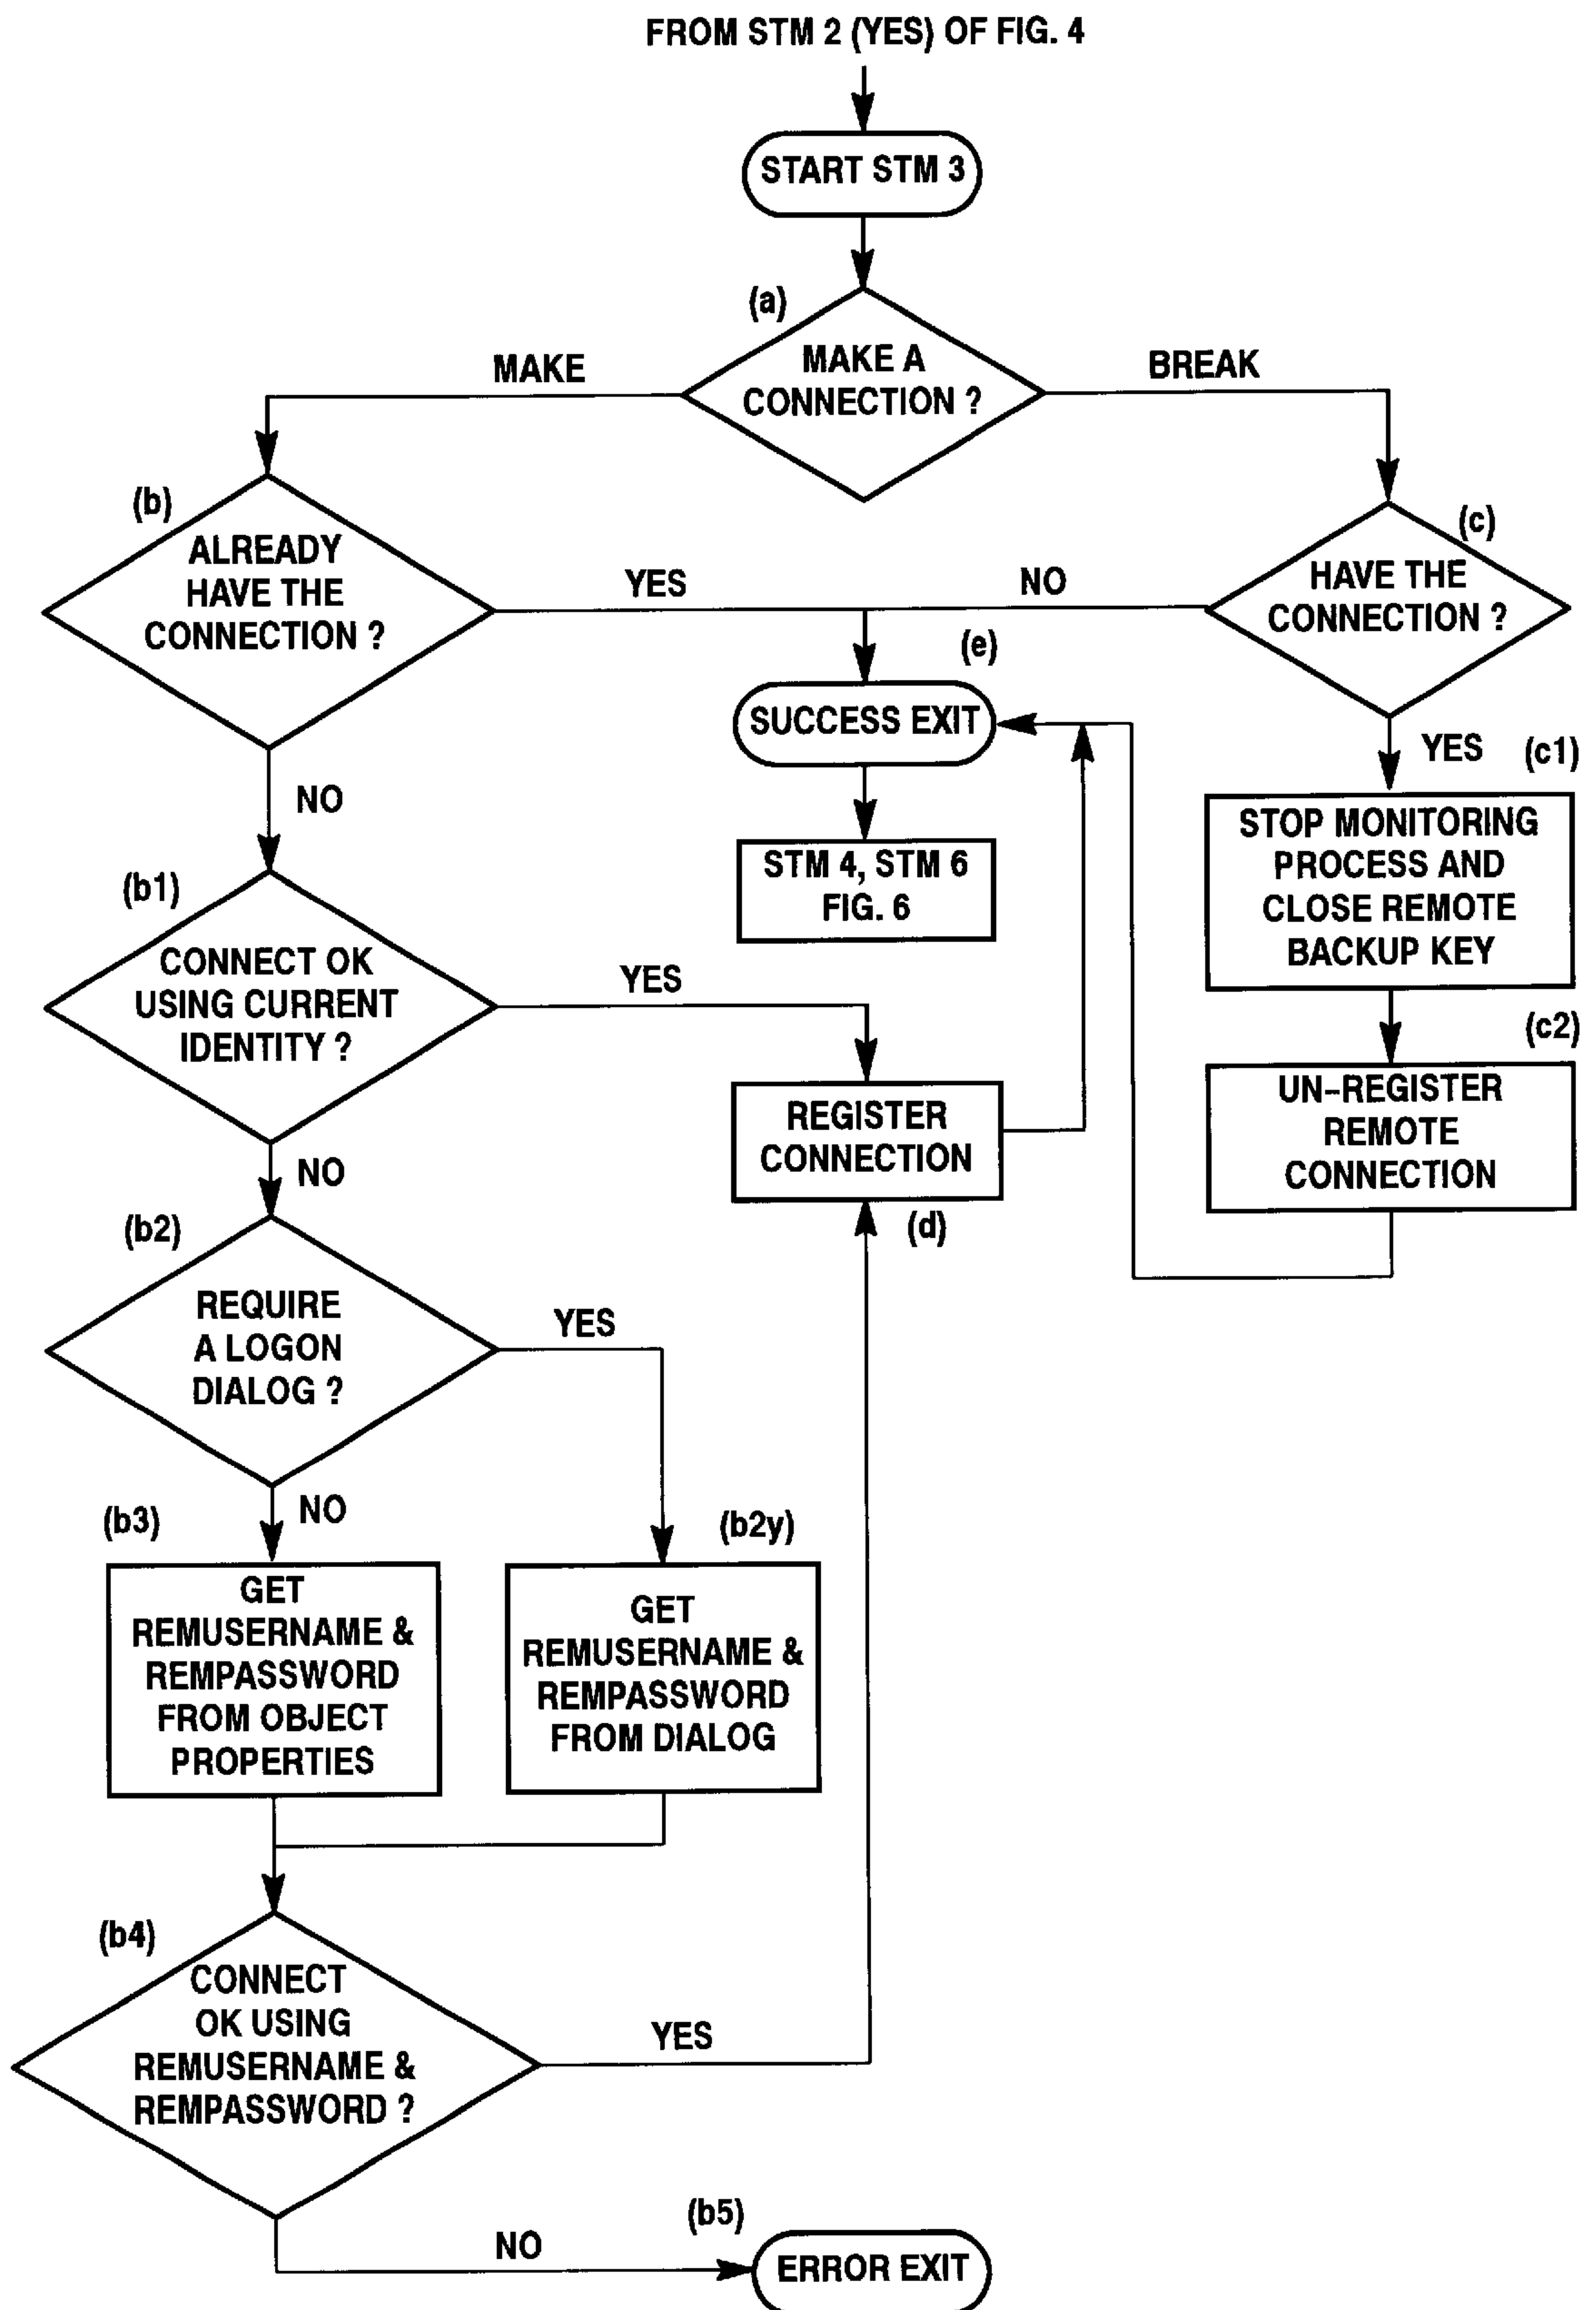 FROM STM 2 (YES) OF FIG. 4
START STM 3
(a)
MAKE A
CONNECTION ?
MAKE
BREAK
(b)
ALREADY
HAVE THE
CONNECTION ?
YES
NO
(c)
HAVE THE
CONNECTION ?
(e)
SUCCESS EXIT
STM 4, STM 6
FIG. 6
YES
(c1)
STOP MONITORING
PROCESS AND
CLOSE REMOTE
BACKUP KEY
(c2)
UN-REGISTER
REMOTE
CONNECTION
NO
(b1)
CONNECT OK
USING CURRENT
IDENTITY ?
YES
REGISTER
CONNECTION
(d)
NO
(b2)
REQUIRE
A LOGON
DIALOG ?
YES
NO
(b3)
GET
REMUSERNAME &
REMPASSWORD
FROM OBJECT
PROPERTIES
(b2y)
GET
REMUSERNAME &
REMPASSWORD
FROM DIALOG
(b4)
CONNECT
OK USING
REMUSERNAME &
REMPASSWORD ?
YES
NO
(b5)
ERROR EXIT